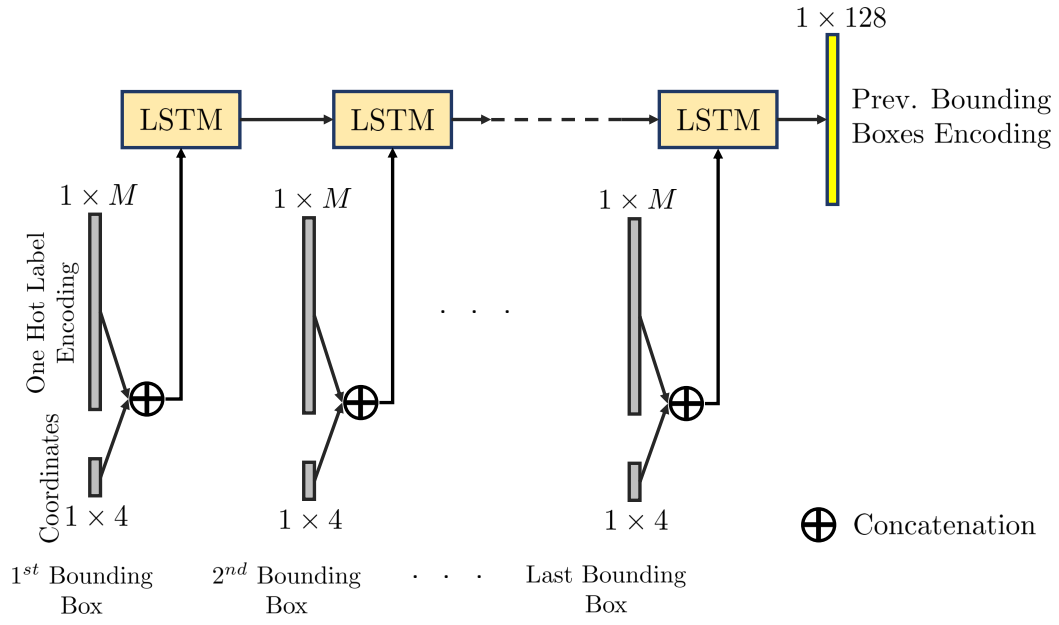 1 × 128
LSTM
LSTM
LSTM
Prev. Bounding
Boxes Encoding
1 × M
1 × M
1 × M
One Hot Label
Encoding
. . .
Coordinates
1 × 4
1 × 4
1 × 4
Concatenation
1st Bounding
Box
2nd Bounding
Box
. . .
Last Bounding
Box